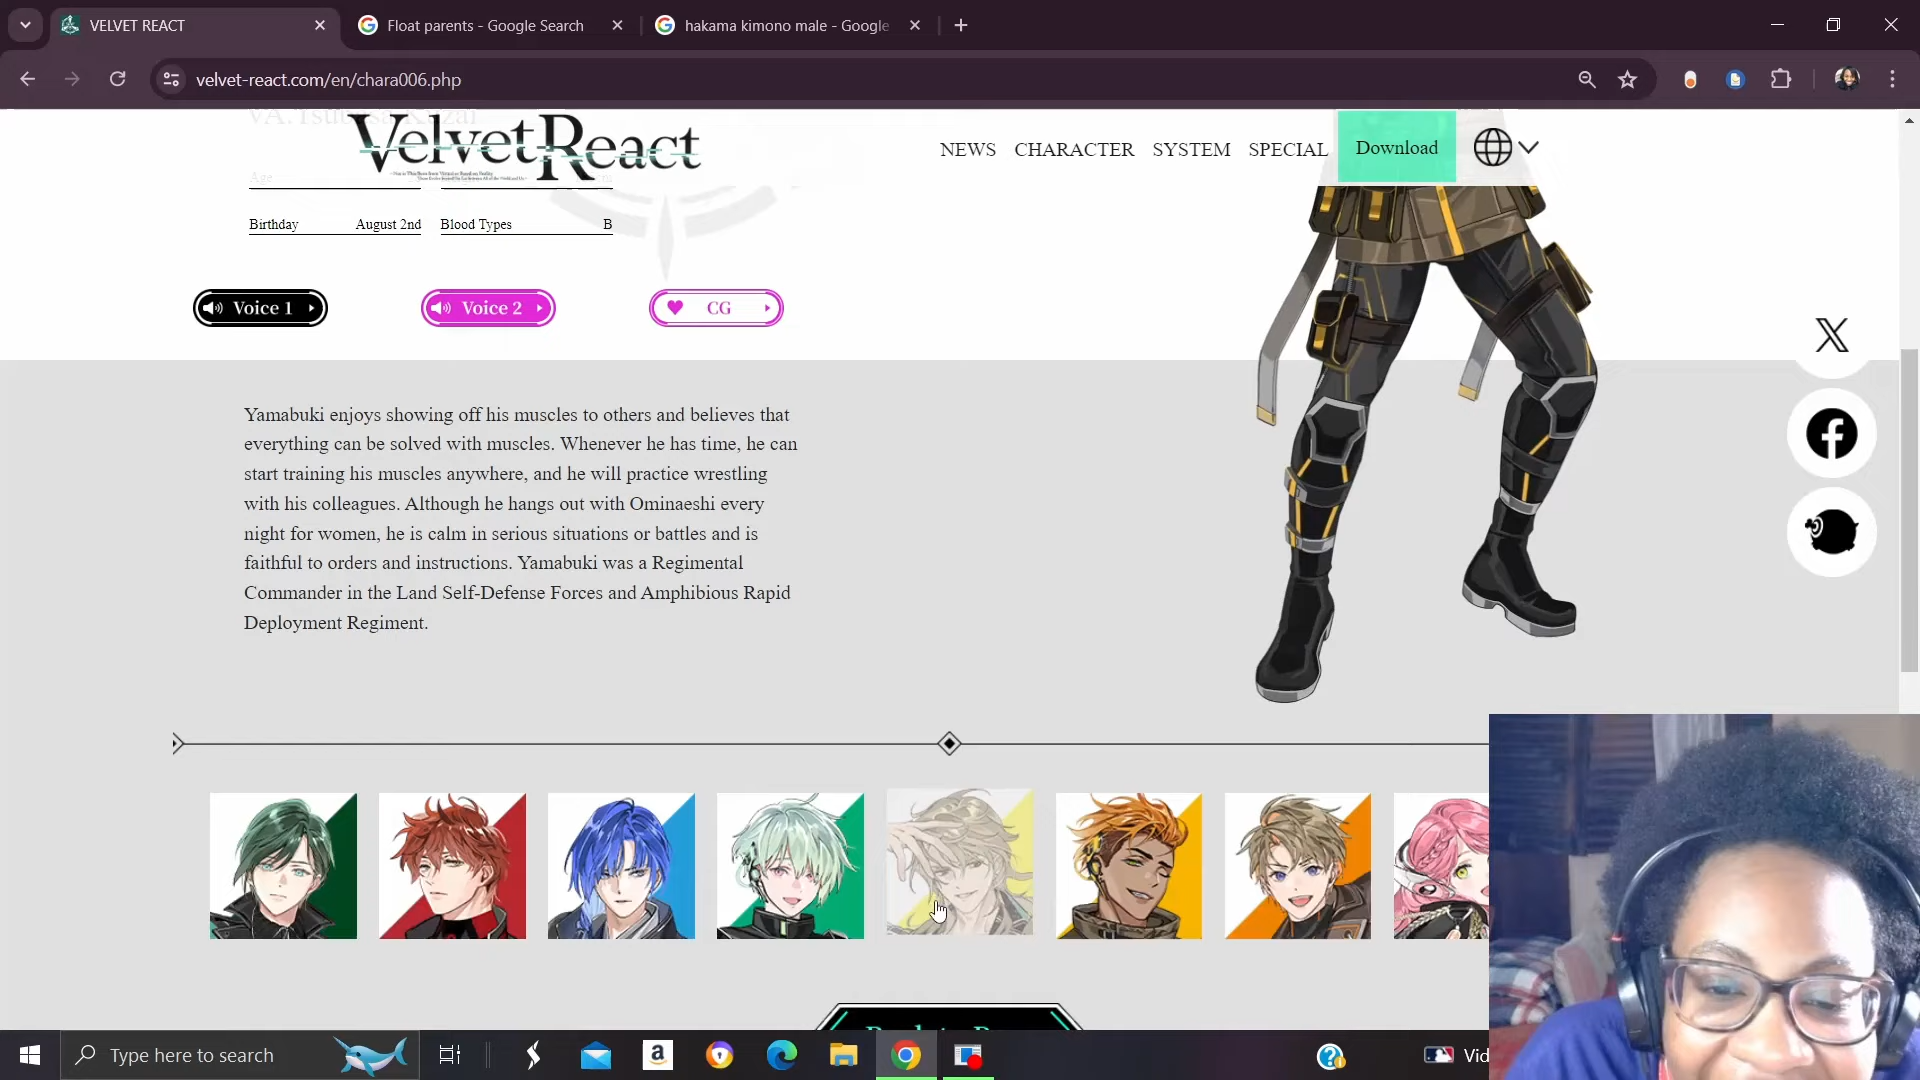 VELVET REACT
Float parents - Google Search
hakama kimono male - Google
velvet-react.com/en/chara006.php
VelvetReact
NEWS
CHARACTER
SYSTEM
SPECIAL
Download
Age
Birthday August 2nd Blood Types B
Voice 1
Voice 2
CG
Yamabuki enjoys showing off his muscles to others and believes that
everything can be solved with muscles. Whenever he has time, he can
start training his muscles anywhere, and he will practice wrestling
with his colleagues. Although he hangs out with Ominaeshi every
night for women, he is calm in serious situations or battles and is
faithful to orders and instructions. Yamabuki was a Regimental
Commander in the Land Self-Defense Forces and Amphibious Rapid
Deployment Regiment.
Type here to search
a
Vid